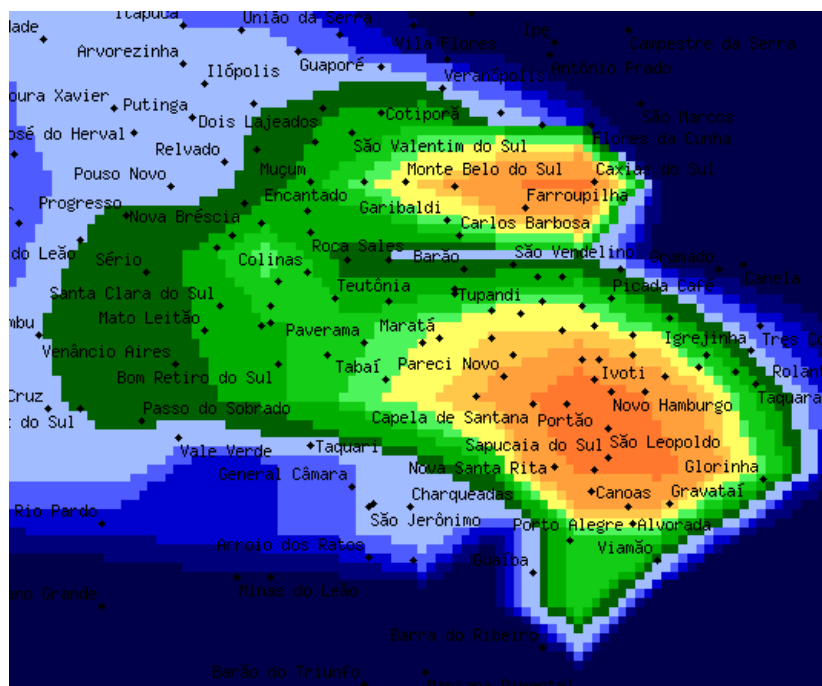 Itapuca
União da Serra
lade
Vila Flores
Ipê
Campestre da Serra
Arvorezinha
Guaporé
Antônio Prado
Ilópolis
Veranópolis
oura Xavier
Putinga
Cotiporã
São Marcos
Dois Lajeados
osé do Herval
Flores da Cunha
Relvado
São Valentim do Sul
Pouso Novo
Muçum
Monte Belo do Sul
Caxias do Sul
Encantado
Farroupilha
Progresso
Garibaldi
Nova Bréscia
Carlos Barbosa
Roca Sales
do Leão
Sério
Colinas
Barão
São Vendelino
Gramado
Canela
Santa Clara do Sul
Teutônia
Tupandi
Picada Café
Mato Leitão
mbu
Paverama
Maratá
Igrejinha
Três Co
Venâncio Aires
Tabaí
Pareci Novo
Ivoti
Rolant
Bom Retiro do Sul
Cruz
Taquara
Passo do Sobrado
Novo Hamburgo
t do Sul
Capela de Santana
Portão
Vale Verde
Taquari
Sapucaia do Sul
São Leopoldo
General Câmara
Nova Santa Rita
Glorinha
Charqueadas
Canoas
Gravataí
Rio Pardo
São Jerônimo
Porto Alegre
Alvorada
Arroio dos Ratos
Viamão
Guaíba
ano Grande
Minas do Leão
Barra do Ribeiro
Barão do Triunfo
Mariana Pimentel